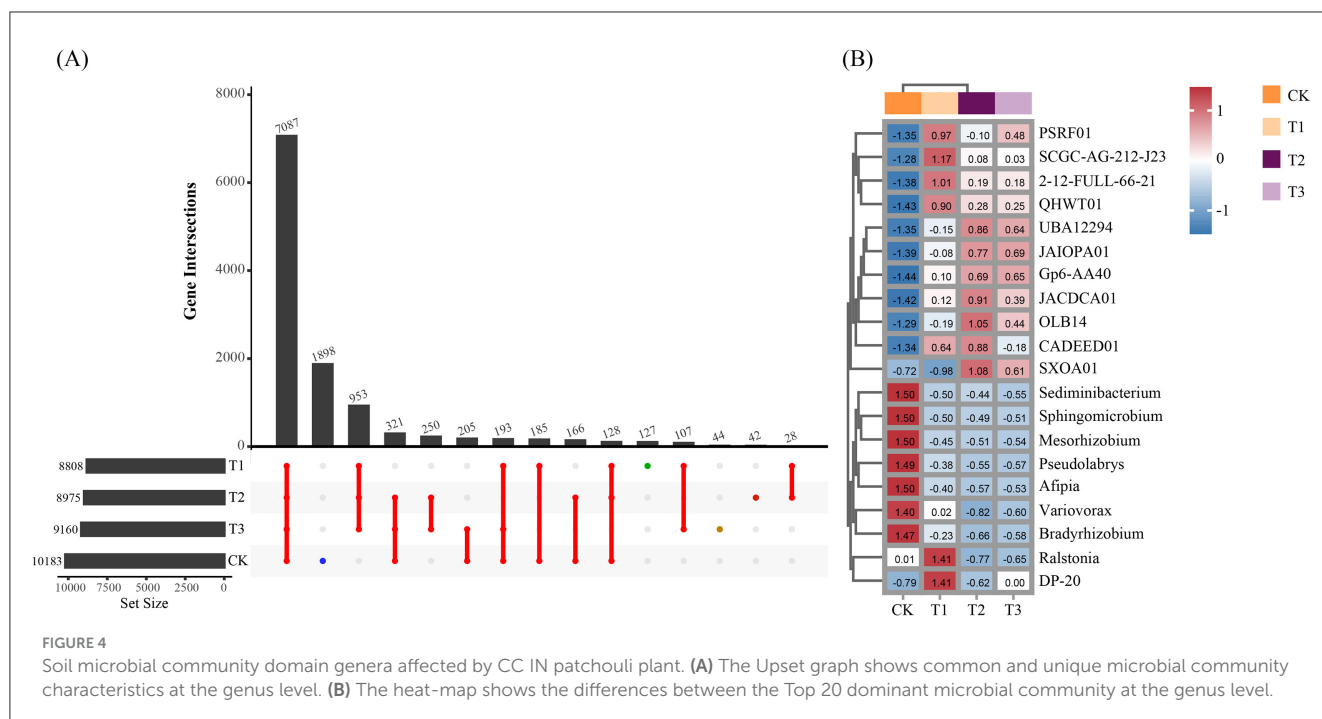 (A)
8000
6000
4000
2000
0
Gene Intersections
7087
1898
953
321
250
205
193
185
166
128
127
107
44
42
28
8808 T1
8975 T2
9160 T3
10183 CK
10000 7500 5000 2500 0
Set Size
(B)
-1.35 0.97 -0.10 0.48 PSRF01
-1.28 1.17 0.08 0.03 SCGC-AG-212-J23
-1.38 1.01 0.19 0.18 2-12-FULL-66-21
-1.43 0.90 0.28 0.25 QHWT01
-1.35 -0.15 0.86 0.64 UBA12294
-1.39 -0.08 0.77 0.69 JAIOPA01
-1.44 0.10 0.69 0.65 Gp6-AA40
-1.42 0.12 0.91 0.39 JACDCA01
-1.29 -0.19 1.05 0.44 OLB14
-1.34 0.64 0.88 -0.18 CADEED01
-0.72 -0.98 1.08 0.61 SXOA01
1.50 -0.50 -0.44 -0.55 Sediminibacterium
1.50 -0.50 -0.49 -0.51 Sphingomicrobium
1.50 -0.45 -0.51 -0.54 Mesorhizobium
1.49 -0.38 -0.55 -0.57 Pseudolabrys
1.50 -0.40 -0.57 -0.53 Afipia
1.40 0.02 -0.82 -0.60 Variovorax
1.47 -0.23 -0.66 -0.58 Bradyrhizobium
0.01 1.41 -0.77 -0.65 Ralstonia
-0.79 1.41 -0.62 0.00 DP-20
CK T1 T2 T3
1
0
-1
CK
T1
T2
T3
FIGURE 4
Soil microbial community domain genera affected by CC IN patchouli plant. (A) The Upset graph shows common and unique microbial community
characteristics at the genus level. (B) The heat-map shows the differences between the Top 20 dominant microbial community at the genus level.